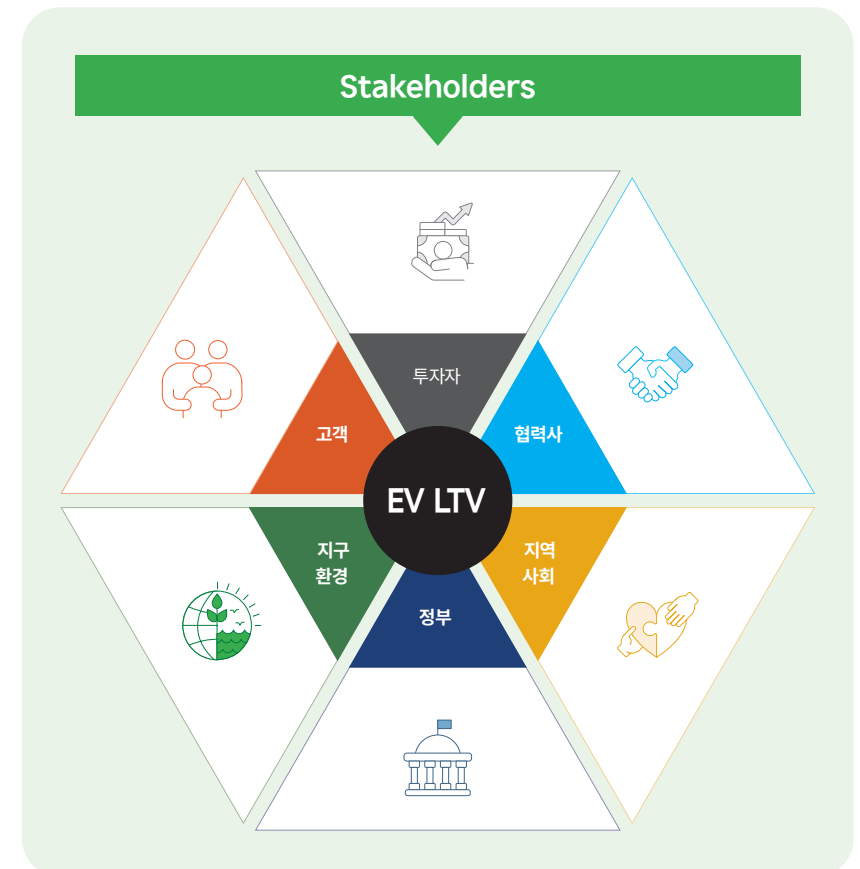 Stakeholders
투자자
고객
협력사
EV LTV
지구
환경
지역
사회
정부